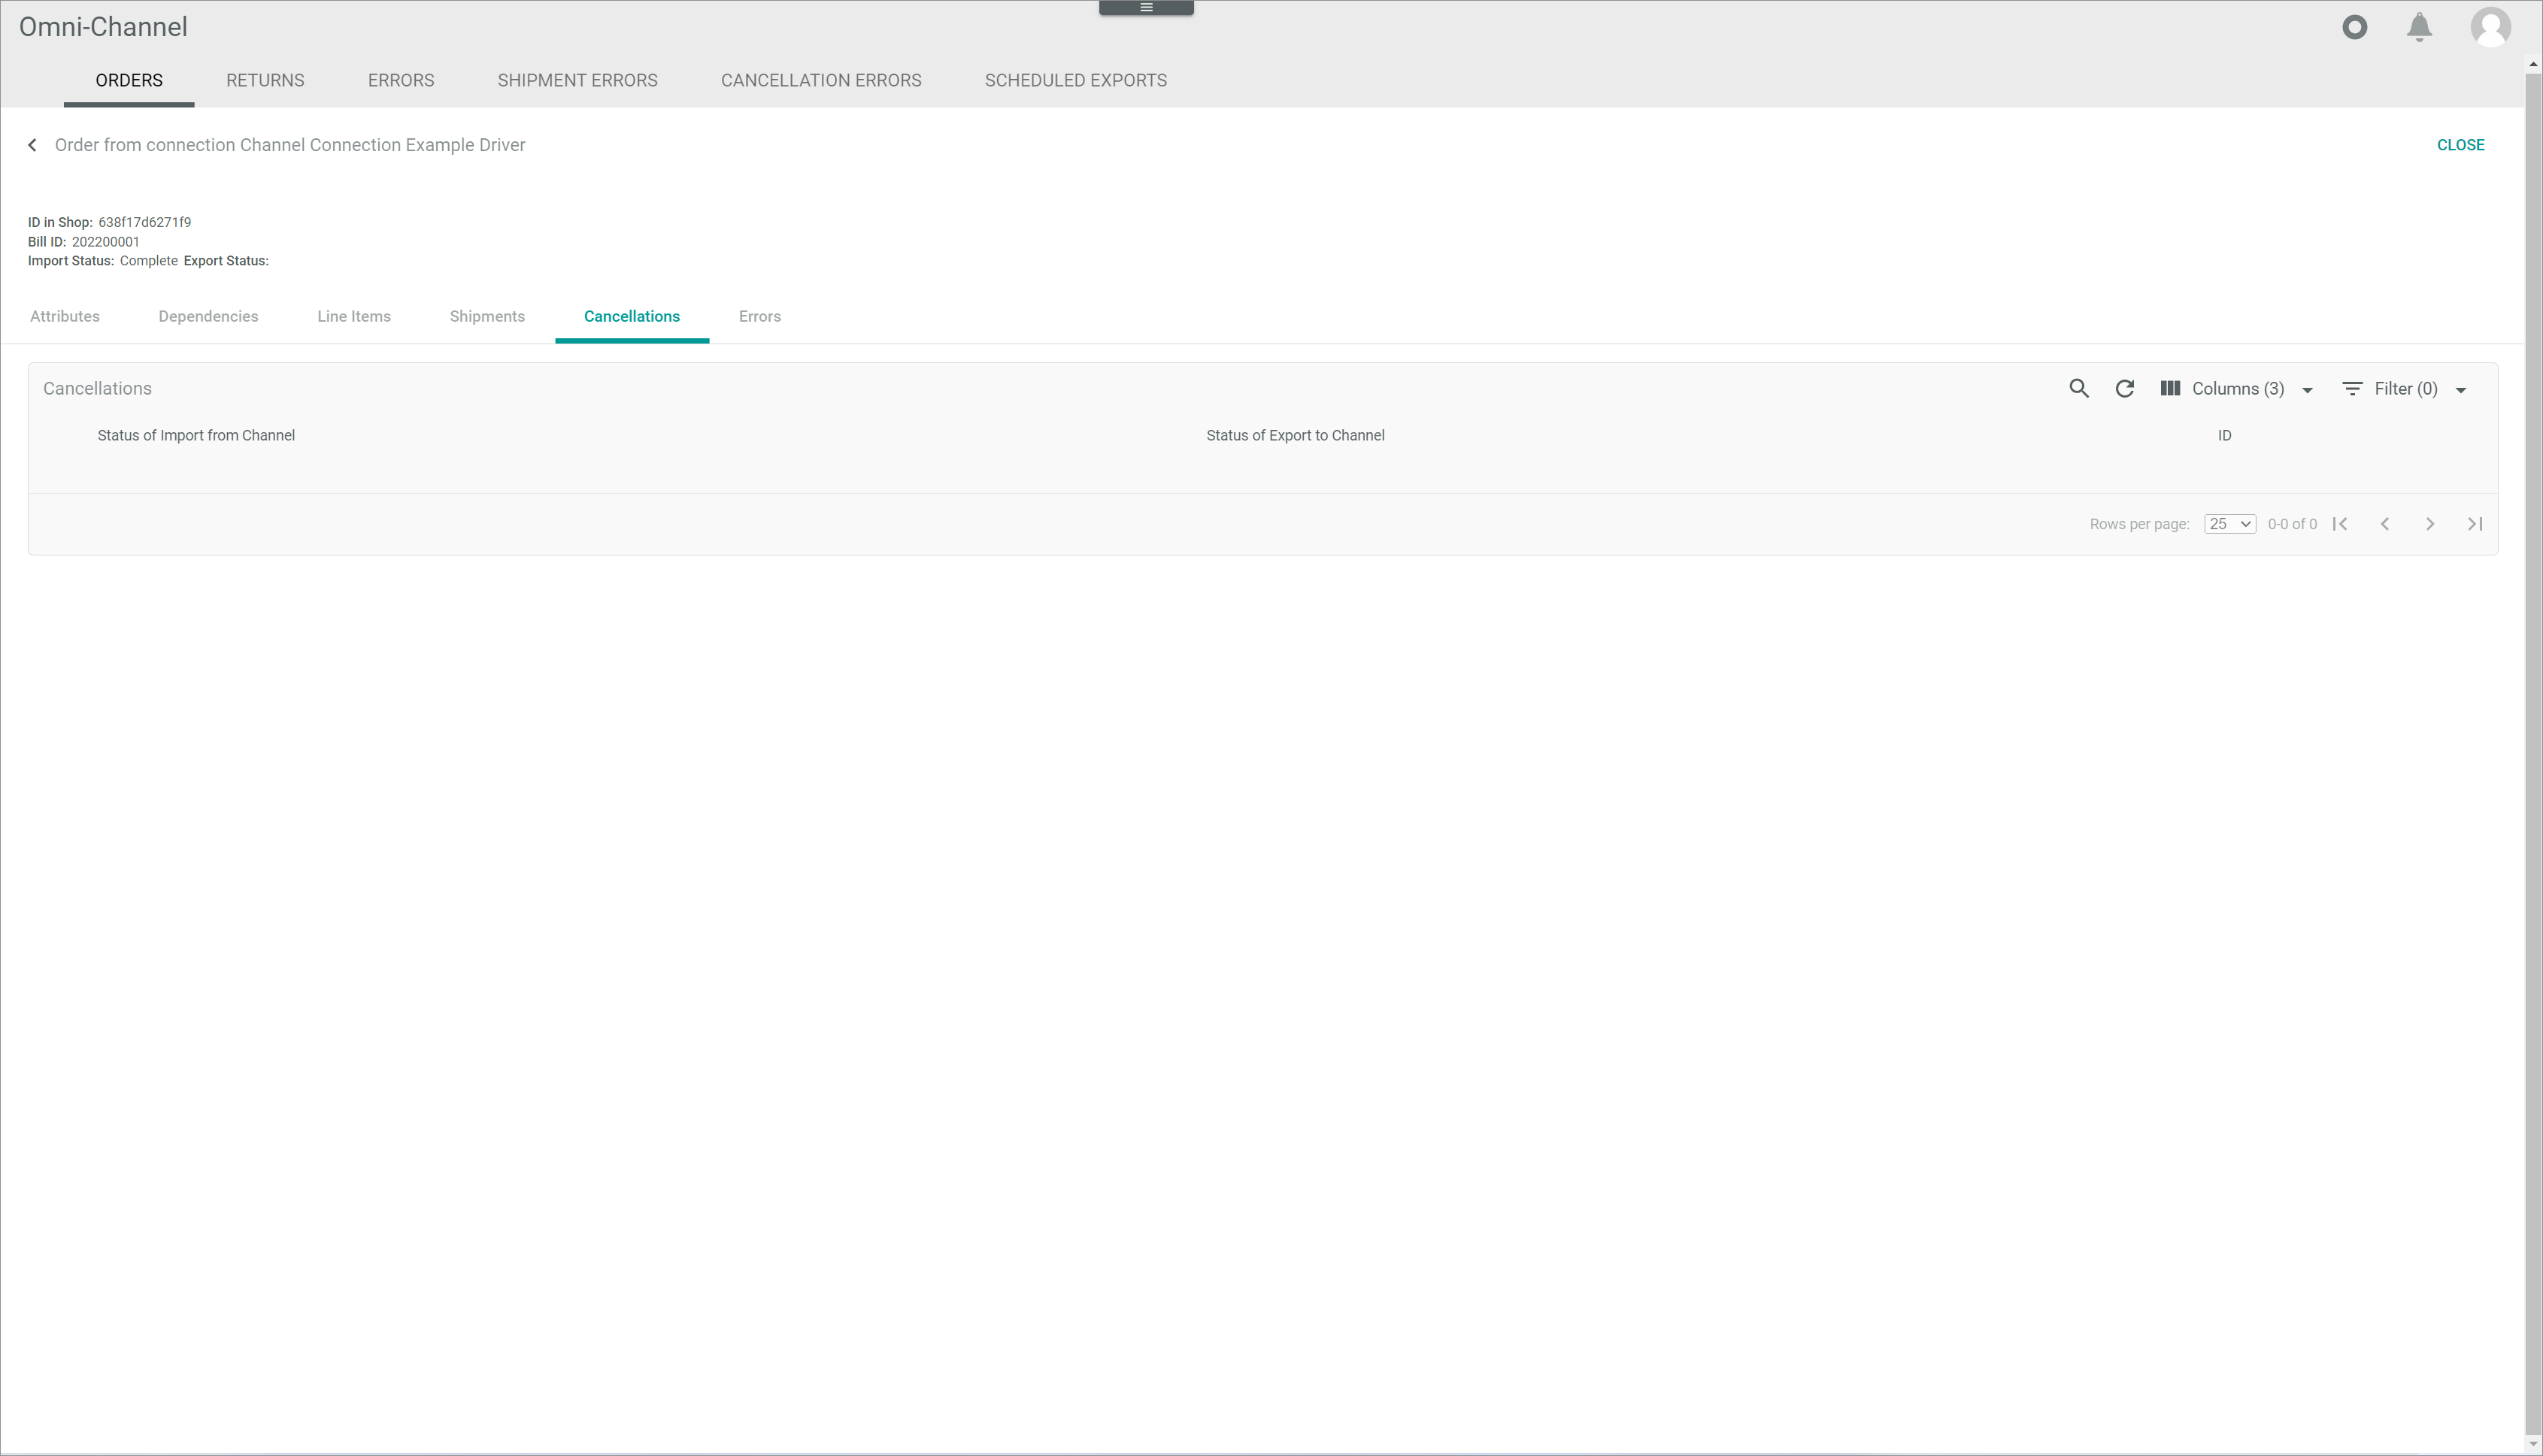 Omni-Channel
ORDERS RETURNS ERRORS SHIPMENT ERRORS CANCELLATION ERRORS SCHEDULED EXPORTS
Order from connection Channel Connection Example Driver CLOSE
ID in Shop: 638f17d6271f9
Bill ID: 202200001
Import Status: Complete Export Status:
Attributes Dependencies Line Items Shipments Cancellations Errors
Cancellations Columns (3) Filter (0)
Status of Import from Channel Status of Export to Channel ID
Rows per page: 25 0-0 of 0